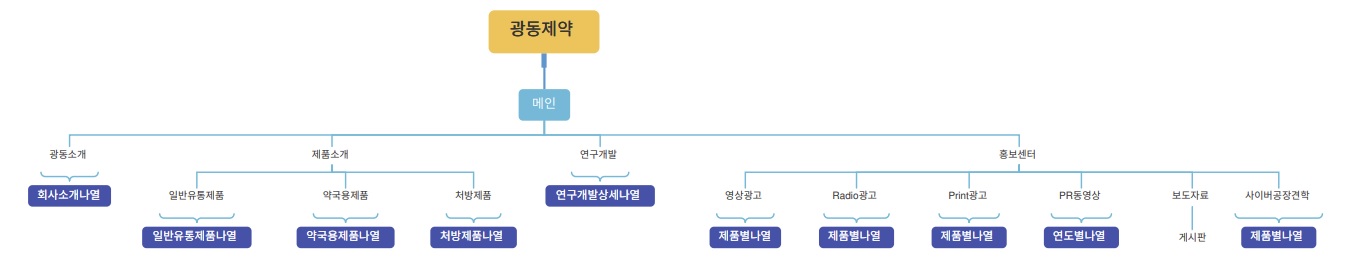 광동제약
메인
광동소개
제품소개
연구개발
홍보센터
회사소개나열
일반유통제품
약국용제품
처방제품
연구개발상세나열
영상광고
Radio광고
Print광고
PR동영상
보도자료
사이버공장견학
일반유통제품나열
약국용제품나열
처방제품나열
제품별나열
제품별나열
제품별나열
연도별나열
게시판
제품별나열